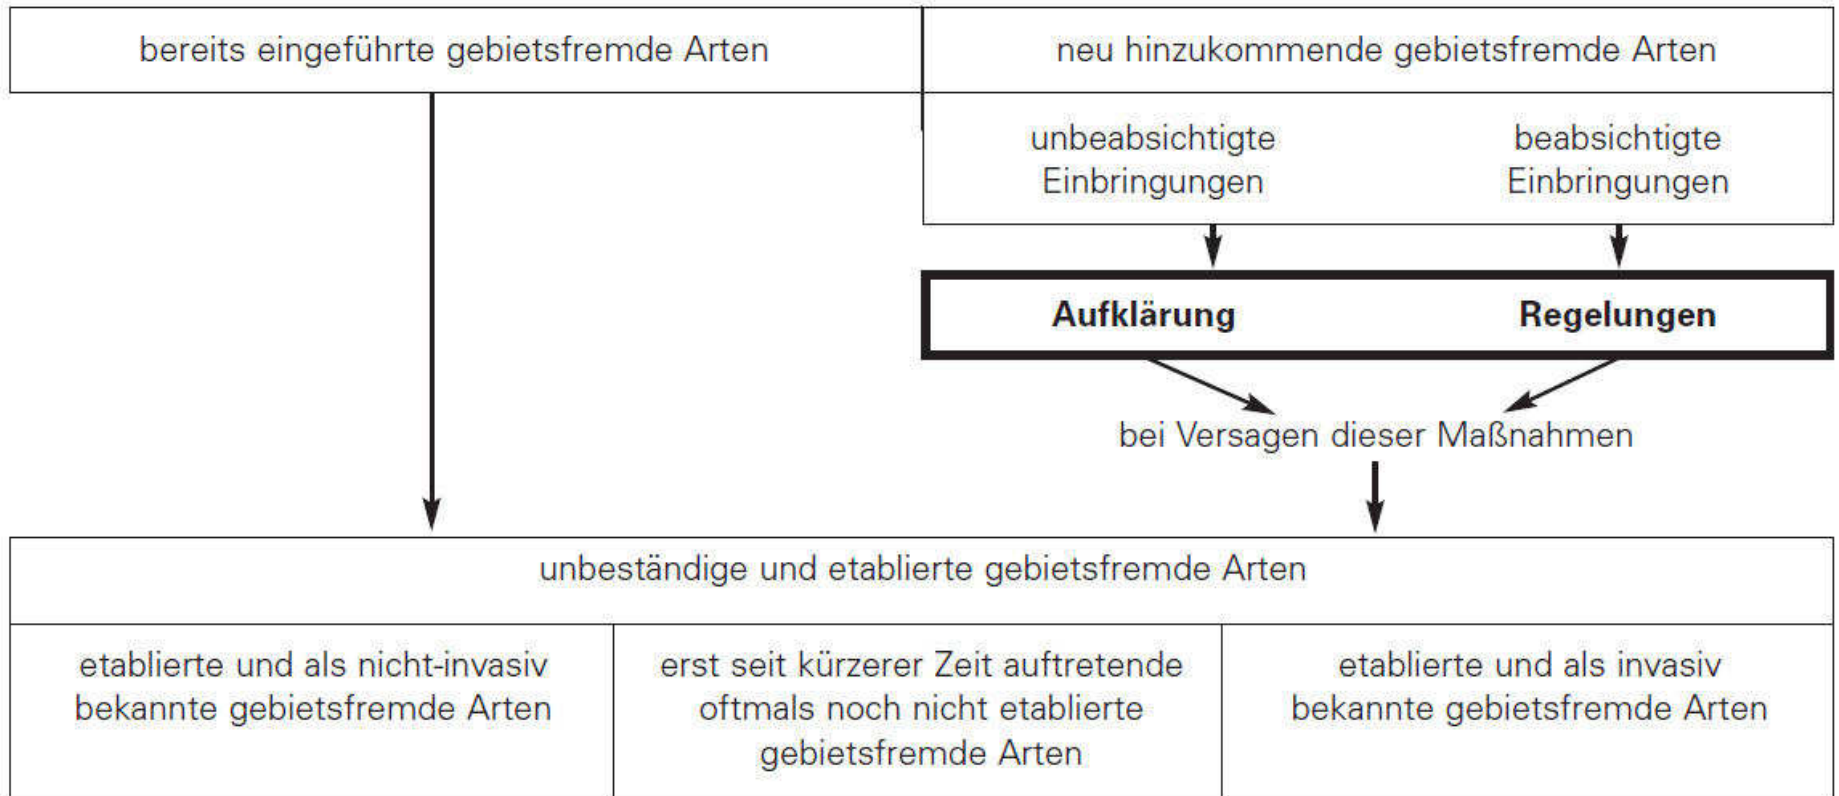 bereits eingeführte gebietsfremde Arten
neu hinzukommende gebietsfremde Arten
unbeabsichtigte
Einbringungen
beabsichtigte
Einbringungen
Aufklärung
Regelungen
bei Versagen dieser Maßnahmen
unbeständige und etablierte gebietsfremde Arten
etablierte und als nicht-invasiv
bekannte gebietsfremde Arten
erst seit kürzerer Zeit auftretende
oftmals noch nicht etablierte
gebietsfremde Arten
etablierte und als invasiv
bekannte gebietsfremde Arten